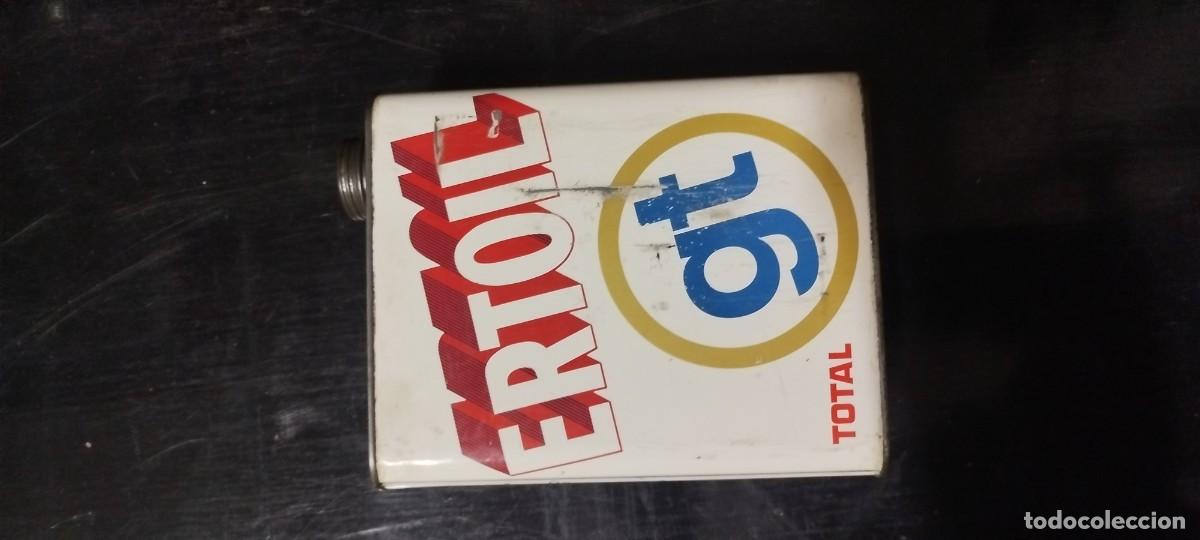 ERTOIL
gt
TOTAL
todocoleccion